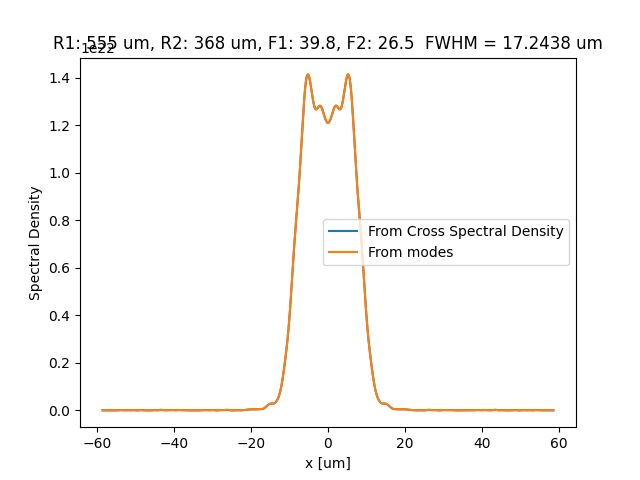 R1: 555 um, R2: 368 um, F1: 39.8, F2: 26.5  FWHM = 17.2438 um
1e22
1.4
1.2
1.0
0.8
0.6
0.4
0.2
0.0
Spectral Density
From Cross Spectral Density
From modes
−60 −40 −20 0 20 40 60
x [um]